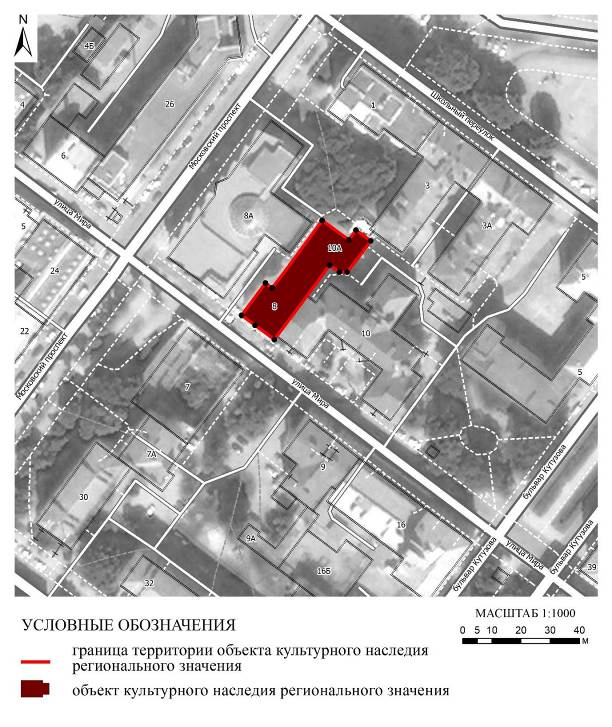 N
4Б
4
26
6
Московский проспект
1
Школьный переулок
3
3А
8А
улица Мира
5
24
10А
8
5
22
10
Московский проспект
5
7
улица Мира
7А
9
30
бульвар Кутузова
9А
16
16Б
32
улица Мира
бульвар Кутузова
бульвар Кутузова
39
УСЛОВНЫЕ ОБОЗНАЧЕНИЯ
МАСШТАБ 1:1000
0 5 10 20 30 40
м
граница территории объекта культурного наследия
регионального значения
объект культурного наследия регионального значения